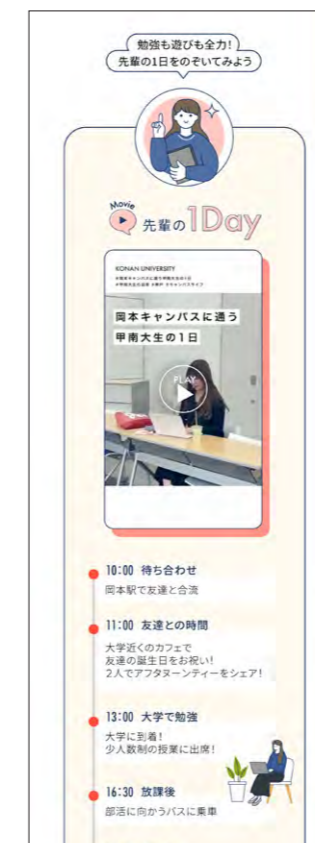 勉強も遊びも全力!
先輩の1日をのぞいてみよう
Movie
先輩の1Day
KONAN UNIVERSITY
岡本キャンパスに通う
甲南大生の1日
PLAY
10:00 待ち合わせ
岡本駅で友達と合流
11:00 友達との時間
大学近くのカフェで
友達の誕生日をお祝い!
2人でアフタヌーンティーをシェア!
13:00 大学で勉強
大学に到着!
少人数制の授業に出席!
16:30 放課後
部活に向かうバスに乗車